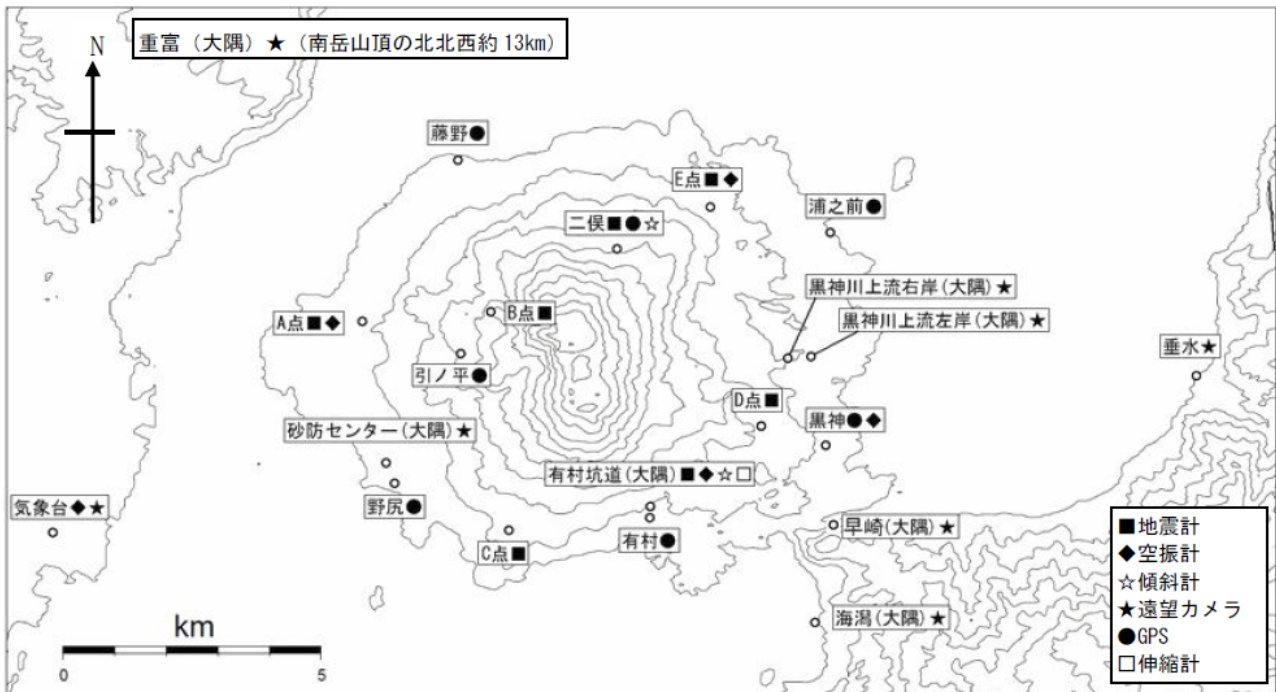 重富（大隅）★（南岳山頂の北北西約13km）
N
藤野●
E点■◆
浦之前●
二俣■●☆
黒神川上流右岸(大隅)★
黒神川上流左岸(大隅)★
A点■◆
B点■
垂水★
引ノ平●
D点■
砂防センター(大隅)★
黒神●◆
有村坑道(大隅)■◆☆□
気象台◆★
野尻●
早崎(大隅)★
C点■
有村●
海潟(大隅)★
km
0 5
■地震計
◆空振計
☆傾斜計
★遠望カメラ
●GPS
□伸縮計